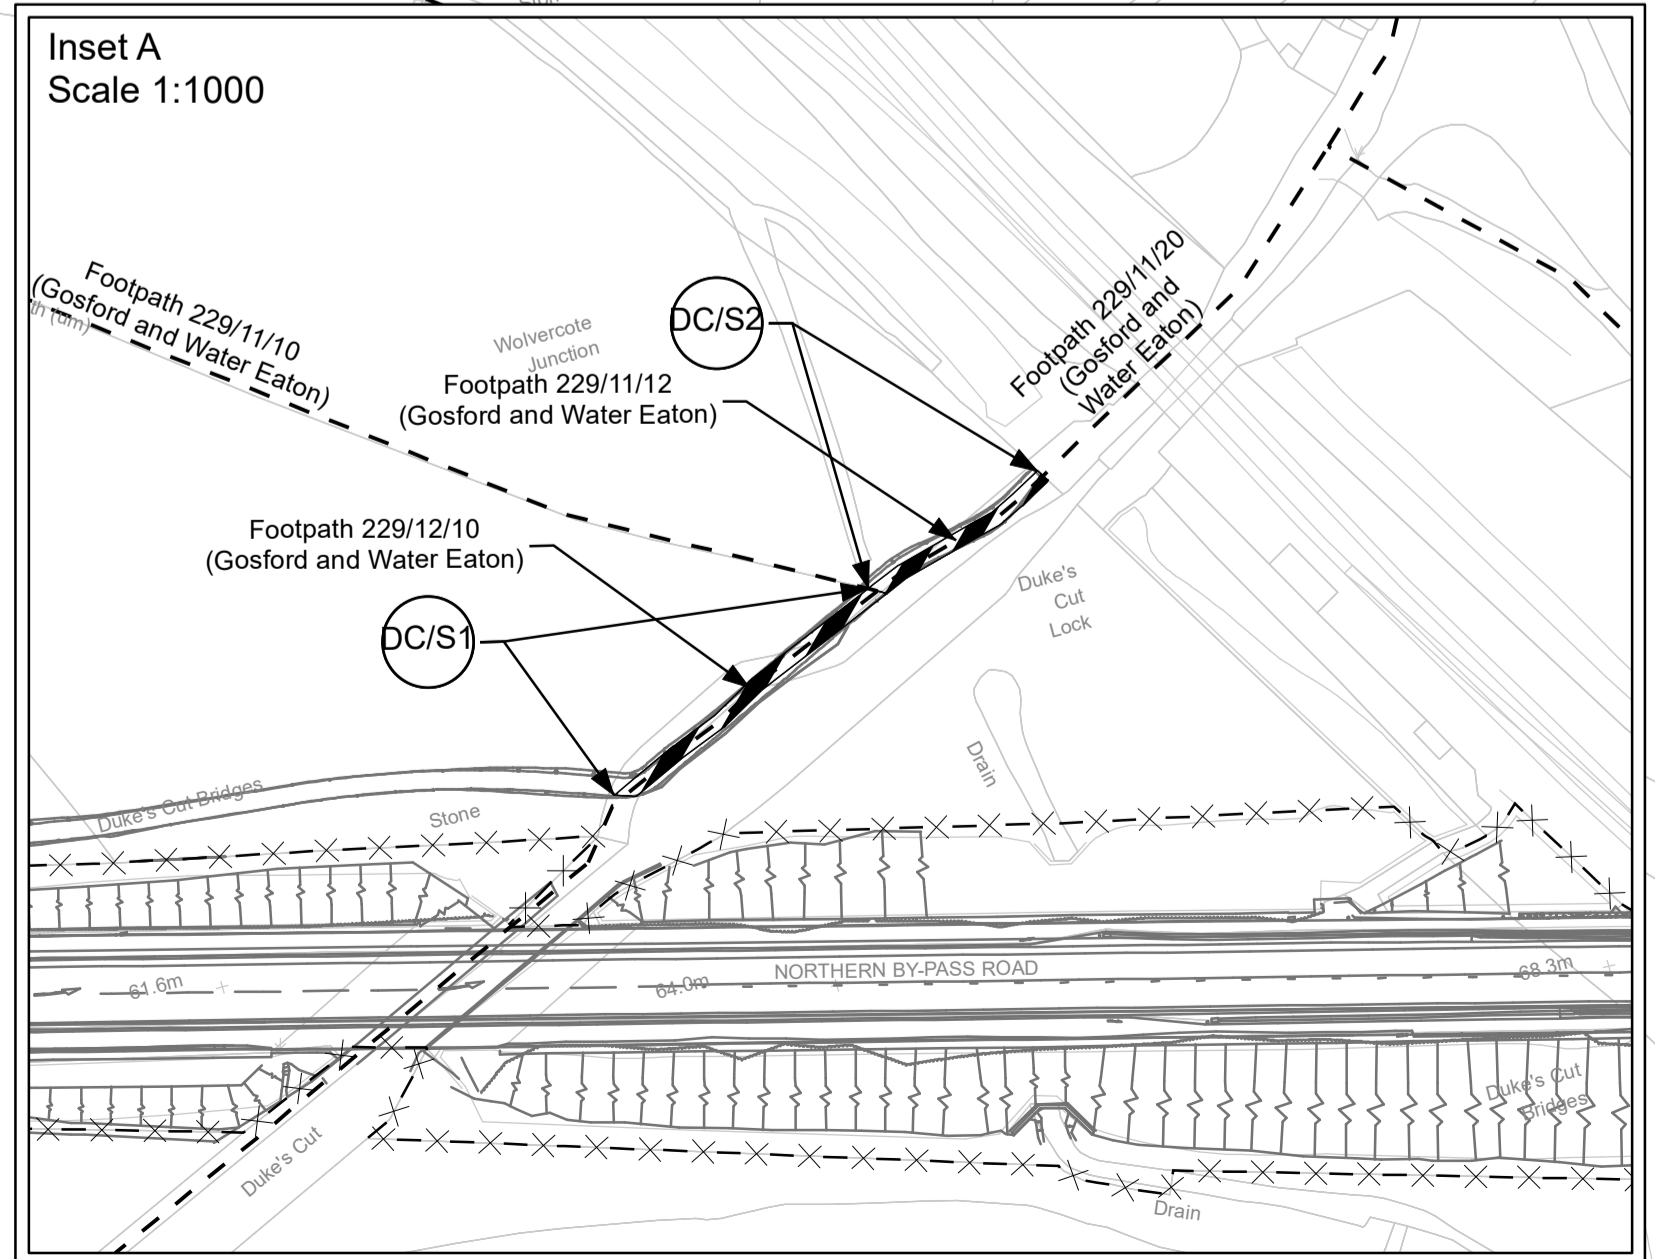 Inset A
Scale 1:1000
Footpath 229/11/10
(Gosford and Water Eaton)
th (um)
Wolvercote
Junction
DC/S2
Footpath 229/11/12
(Gosford and Water Eaton)
Footpath 229/11/20
(Gosford and
Water Eaton)
Footpath 229/12/10
(Gosford and Water Eaton)
DC/S1
Duke's
Cut
Lock
Drain
Duke's Cut Bridges
Stone
NORTHERN BY-PASS ROAD
61.6m
64.0m
68.3m
Duke's Cut
Bridges
Duke's Cut
Drain